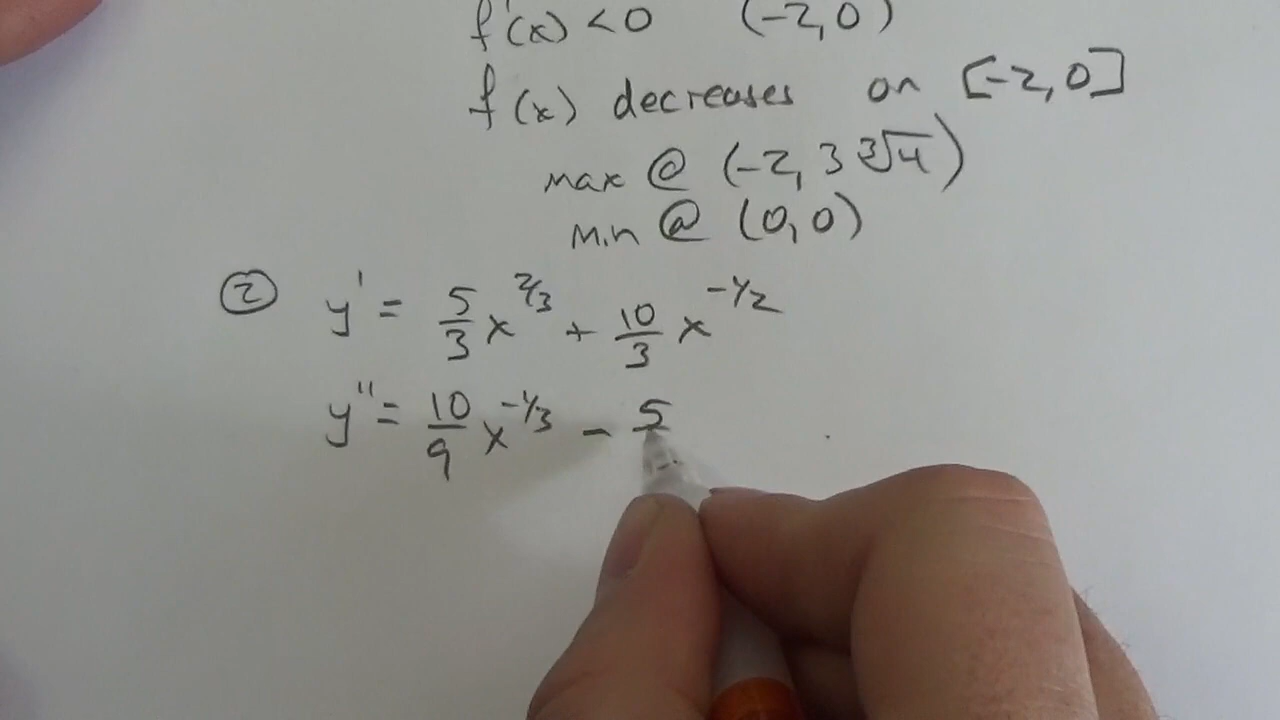 f'(x) < 0 (-2, 0)
f(x) decreases on [-2, 0]
max @ (-2, 3 ∛4)
min @ (0, 0)
② y' = 5/3 x^(2/3) + 10/3 x^(-1/2)
y'' = 10/9 x^(-1/3) - 5